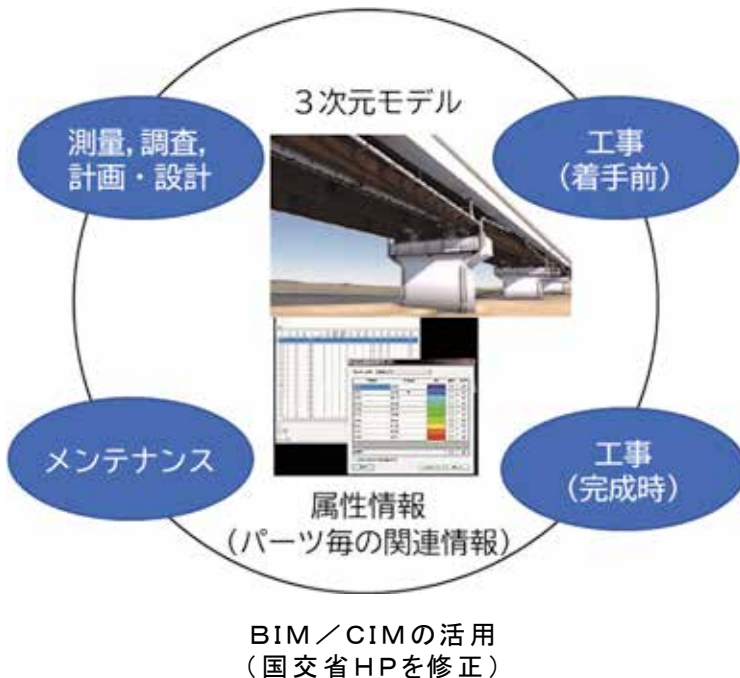 3次元モデル
測量,調査,
計画・設計
工事
(着手前)
メンテナンス
工事
(完成時)
属性情報
(パーツ毎の関連情報)
BIM/CIMの活用
(国交省HPを修正)